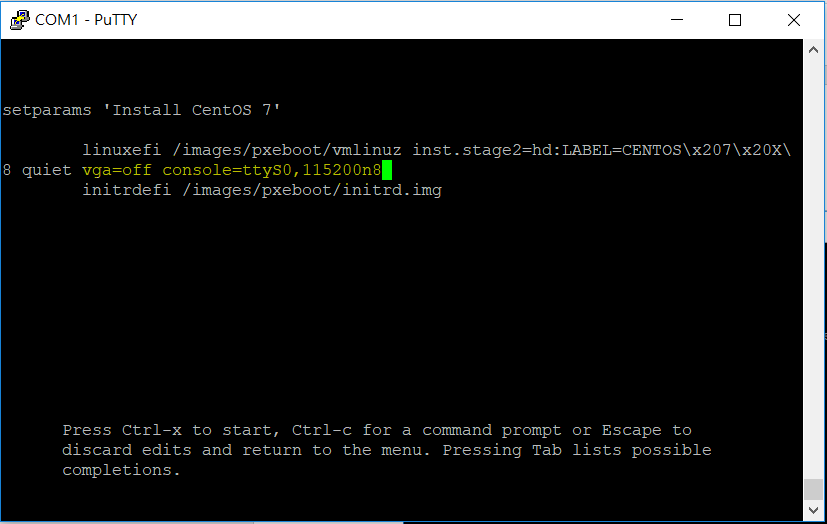 COM1 - PuTTY
setparams 'Install CentOS 7'
linuxefi /images/pxeboot/vmlinuz inst.stage2=hd:LABEL=CENTOS\x207\x20X\
8 quiet vga=off console=ttyS0,115200n8
initrdefi /images/pxeboot/initrd.img
Press Ctrl-x to start, Ctrl-c for a command prompt or Escape to
discard edits and return to the menu. Pressing Tab lists possible
completions.